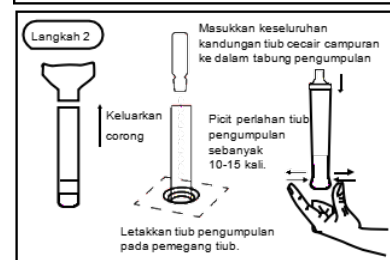 Langkah 2
Masukkan keseluruhan
kandungan tiub cecair campuran
ke dalam tabung pengumpulan
Keluarkan
corong
Picit perlahan tiub
pengumpulan
sebanyak
10-15 kali.
Letakkan tiub pengumpulan
pada pemegang tiub.